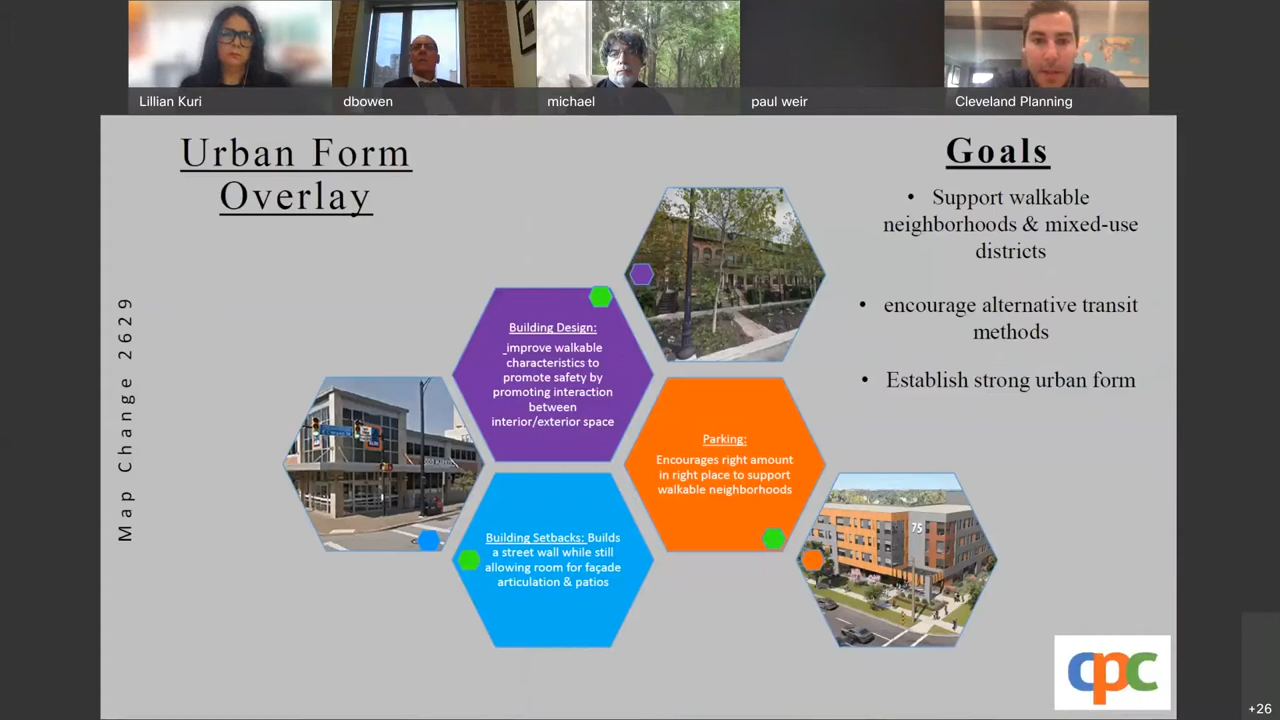 Lillian Kuri
dbowen
michael
paul weir
Cleveland Planning
Urban Form
Overlay
Map Change 2629
Building Design:
improve walkable
characteristics to
promote safety by
promoting interaction
between
interior/exterior space
Parking:
Encourages right amount
in right place to support
walkable neighborhoods
Building Setbacks: Builds
a street wall while still
allowing room for façade
articulation & patios
75
Goals
• Support walkable
neighborhoods & mixed-use
districts
• encourage alternative transit
methods
• Establish strong urban form
cpc
+26